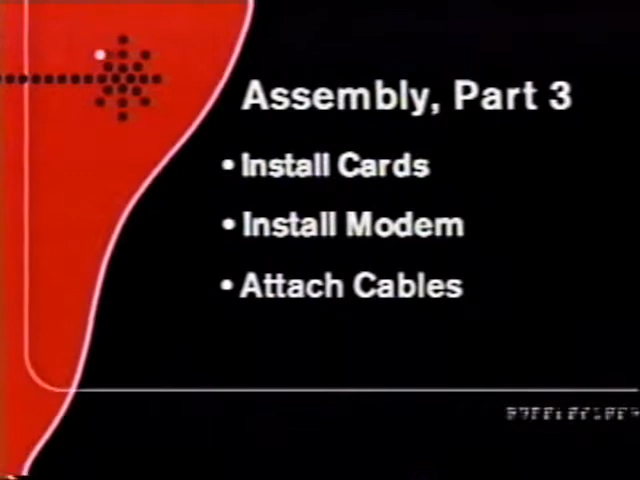 Assembly, Part 3
• Install Cards
• Install Modem
• Attach Cables